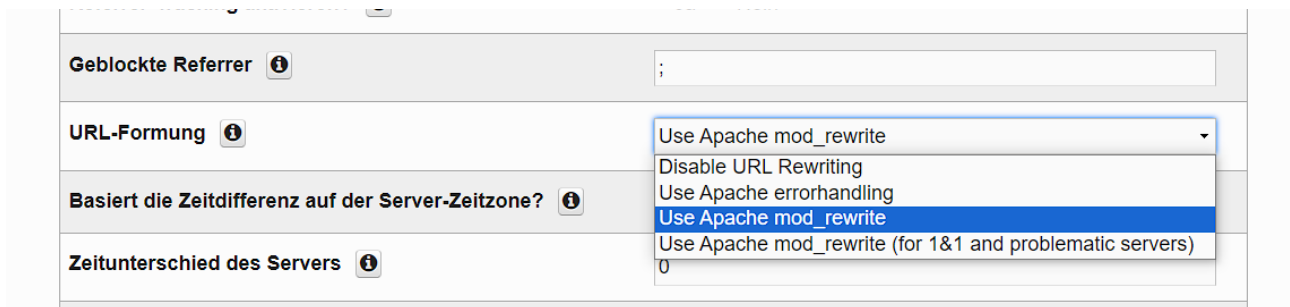 Geblockte Referrer
;
URL-Formung
Use Apache mod_rewrite
Disable URL Rewriting
Use Apache errorhandling
Use Apache mod_rewrite
Use Apache mod_rewrite (for 1&1 and problematic servers)
Basiert die Zeitdifferenz auf der Server-Zeitzone?
Zeitunterschied des Servers
0